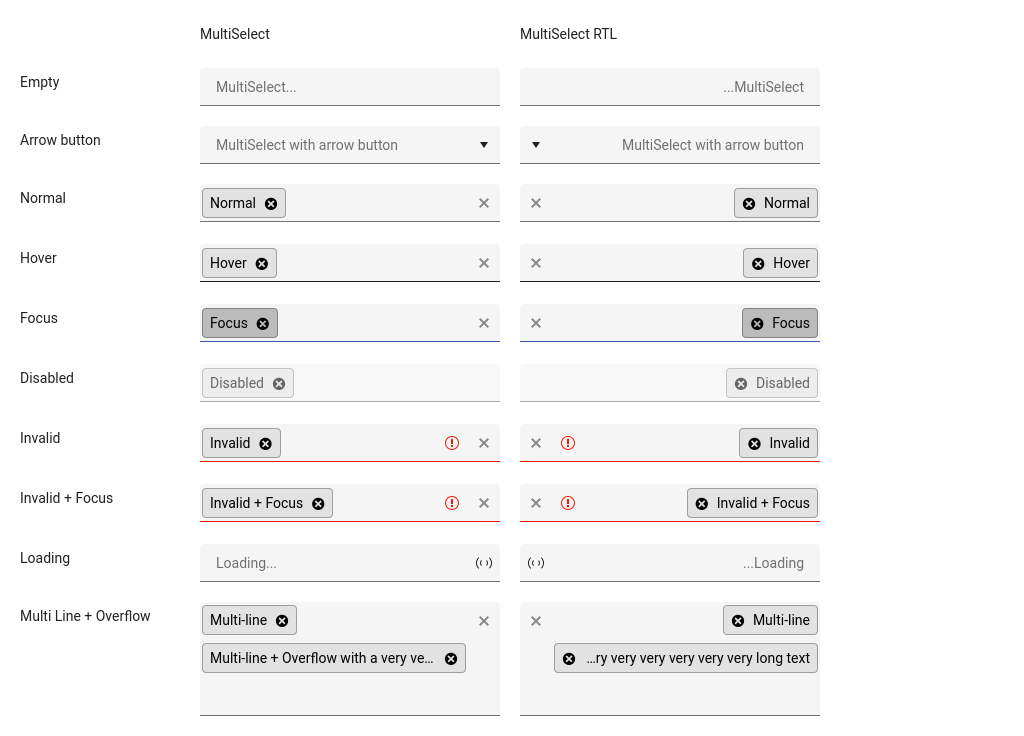 MultiSelect MultiSelect RTL
Empty MultiSelect... ...MultiSelect
Arrow button MultiSelect with arrow button MultiSelect with arrow button
Normal Normal Normal
Hover Hover Hover
Focus Focus Focus
Disabled Disabled Disabled
Invalid Invalid Invalid
Invalid + Focus Invalid + Focus Invalid + Focus
Loading Loading... ...Loading
Multi Line + Overflow Multi-line Multi-line
Multi-line + Overflow with a very ve... ...ry very very very very very long text